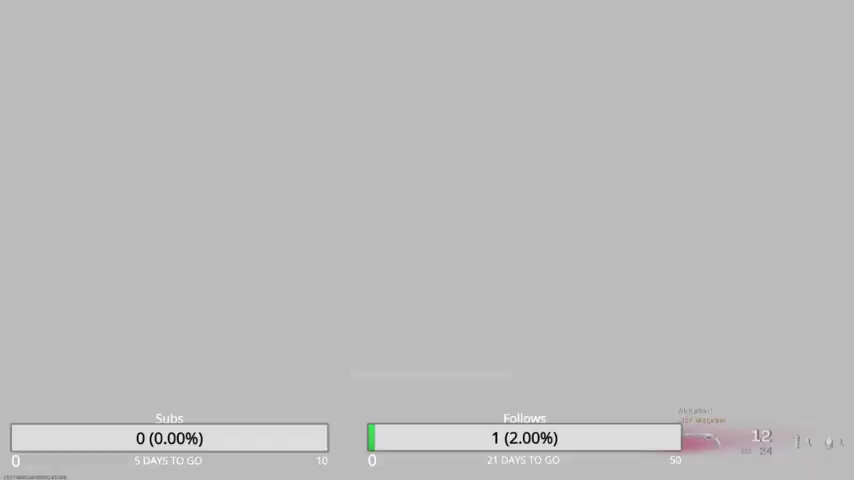 Subs
0 (0.00%)
0
5 DAYS TO GO
10
Follows
1 (2.00%)
0
21 DAYS TO GO
50
12
24